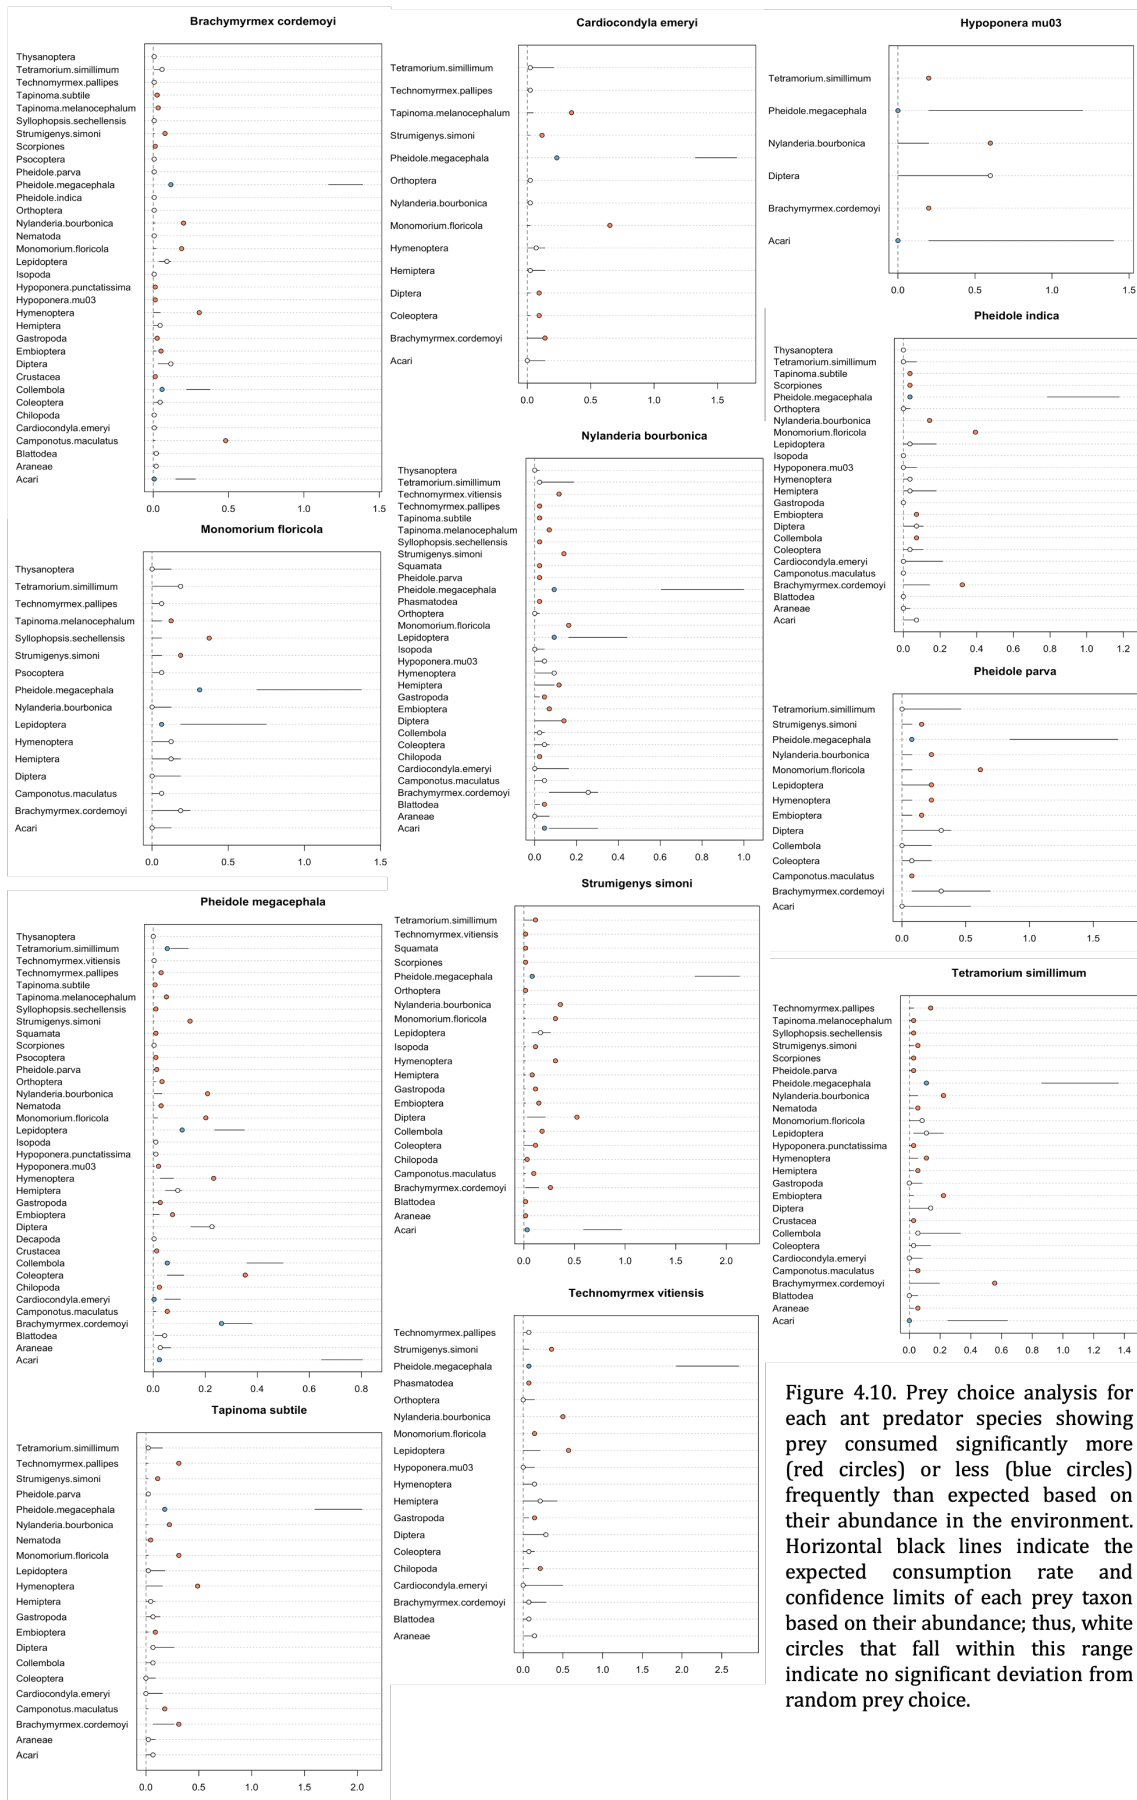 Brachymyrmex cordemoyi
Thysanoptera
Tetramorium.simillimum
Technomyrmex.pallipes
Tapinoma.subtile
Tapinoma.melanocephalum
Syllophopsis.sechellensis
Strumigenys.simoni
Scorpiones
Psocoptera
Pheidole.parva
Pheidole.megacephala
Pheidole.indica
Orthoptera
Nylanderia.bourbonica
Nematoda
Monomorium.floricola
Lepidoptera
Isopoda
Hypoponera.punctatissima
Hypoponera.mu03
Hymenoptera
Hemiptera
Gastropoda
Embioptera
Diptera
Crustacea
Collembola
Coleoptera
Chilopoda
Cardiocondyla.emeryi
Camponotus.maculatus
Blattodea
Araneae
Acari
0.0 0.5 1.0 1.5
Monomorium floricola
Thysanoptera
Tetramorium.simillimum
Technomyrmex.pallipes
Tapinoma.melanocephalum
Syllophopsis.sechellensis
Strumigenys.simoni
Psocoptera
Pheidole.megacephala
Nylanderia.bourbonica
Lepidoptera
Hymenoptera
Hemiptera
Diptera
Camponotus.maculatus
Brachymyrmex.cordemoyi
Acari
0.0 0.5 1.0 1.5
Pheidole megacephala
Thysanoptera
Tetramorium.simillimum
Technomyrmex.vitiensis
Technomyrmex.pallipes
Tapinoma.subtile
Tapinoma.melanocephalum
Syllophopsis.sechellensis
Strumigenys.simoni
Squamata
Scorpiones
Psocoptera
Pheidole.parva
Orthoptera
Nylanderia.bourbonica
Nematoda
Monomorium.floricola
Lepidoptera
Isopoda
Hypoponera.punctatissima
Hypoponera.mu03
Hymenoptera
Hemiptera
Gastropoda
Embioptera
Diptera
Decapoda
Crustacea
Collembola
Coleoptera
Chilopoda
Cardiocondyla.emeryi
Camponotus.maculatus
Brachymyrmex.cordemoyi
Blattodea
Araneae
Acari
0.0 0.2 0.4 0.6 0.8
Tapinoma subtile
Tetramorium.simillimum
Technomyrmex.pallipes
Strumigenys.simoni
Pheidole.parva
Pheidole.megacephala
Nylanderia.bourbonica
Nematoda
Monomorium.floricola
Lepidoptera
Hymenoptera
Hemiptera
Gastropoda
Embioptera
Diptera
Collembola
Coleoptera
Cardiocondyla.emeryi
Camponotus.maculatus
Brachymyrmex.cordemoyi
Araneae
Acari
0.0 0.5 1.0 1.5 2.0
Cardiocondyla emeryi
Tetramorium.simillimum
Technomyrmex.pallipes
Tapinoma.melanocephalum
Strumigenys.simoni
Pheidole.megacephala
Orthoptera
Nylanderia.bourbonica
Monomorium.floricola
Hymenoptera
Hemiptera
Diptera
Coleoptera
Brachymyrmex.cordemoyi
Acari
0.0 0.5 1.0 1.5
Nylanderia bourbonica
Thysanoptera
Tetramorium.simillimum
Technomyrmex.vitiensis
Technomyrmex.pallipes
Tapinoma.subtile
Tapinoma.melanocephalum
Syllophopsis.sechellensis
Strumigenys.simoni
Squamata
Pheidole.parva
Pheidole.megacephala
Phasmatodea
Orthoptera
Monomorium.floricola
Lepidoptera
Isopoda
Hypoponera.mu03
Hymenoptera
Hemiptera
Gastropoda
Embioptera
Diptera
Collembola
Coleoptera
Chilopoda
Cardiocondyla.emeryi
Camponotus.maculatus
Brachymyrmex.cordemoyi
Blattodea
Araneae
Acari
0.0 0.2 0.4 0.6 0.8 1.0
Strumigenys simoni
Tetramorium.simillimum
Technomyrmex.vitiensis
Squamata
Scorpiones
Pheidole.megacephala
Orthoptera
Nylanderia.bourbonica
Monomorium.floricola
Lepidoptera
Isopoda
Hymenoptera
Hemiptera
Gastropoda
Embioptera
Diptera
Collembola
Coleoptera
Chilopoda
Camponotus.maculatus
Brachymyrmex.cordemoyi
Blattodea
Araneae
Acari
0.0 0.5 1.0 1.5 2.0
Technomyrmex vitiensis
Technomyrmex.pallipes
Strumigenys.simoni
Pheidole.megacephala
Phasmatodea
Orthoptera
Nylanderia.bourbonica
Monomorium.floricola
Lepidoptera
Hypoponera.mu03
Hymenoptera
Hemiptera
Gastropoda
Diptera
Coleoptera
Chilopoda
Cardiocondyla.emeryi
Brachymyrmex.cordemoyi
Blattodea
Araneae
0.0 0.5 1.0 1.5 2.0 2.5
Hypoponera mu03
Tetramorium.simillimum
Pheidole.megacephala
Nylanderia.bourbonica
Diptera
Brachymyrmex.cordemoyi
Acari
0.0 0.5 1.0 1.5
Pheidole indica
Thysanoptera
Tetramorium.simillimum
Tapinoma.subtile
Scorpiones
Pheidole.megacephala
Orthoptera
Nylanderia.bourbonica
Monomorium.floricola
Lepidoptera
Isopoda
Hypoponera.mu03
Hymenoptera
Hemiptera
Gastropoda
Embioptera
Diptera
Collembola
Coleoptera
Cardiocondyla.emeryi
Camponotus.maculatus
Brachymyrmex.cordemoyi
Blattodea
Araneae
Acari
0.0 0.2 0.4 0.6 0.8 1.0 1.2
Pheidole parva
Tetramorium.simillimum
Strumigenys.simoni
Pheidole.megacephala
Nylanderia.bourbonica
Monomorium.floricola
Lepidoptera
Hymenoptera
Embioptera
Diptera
Collembola
Coleoptera
Camponotus.maculatus
Brachymyrmex.cordemoyi
Acari
0.0 0.5 1.0 1.5
Tetramorium simillimum
Technomyrmex.pallipes
Tapinoma.melanocephalum
Syllophopsis.sechellensis
Strumigenys.simoni
Scorpiones
Pheidole.parva
Pheidole.megacephala
Nylanderia.bourbonica
Nematoda
Monomorium.floricola
Lepidoptera
Hypoponera.punctatissima
Hymenoptera
Hemiptera
Gastropoda
Embioptera
Diptera
Crustacea
Collembola
Coleoptera
Cardiocondyla.emeryi
Camponotus.maculatus
Brachymyrmex.cordemoyi
Blattodea
Araneae
Acari
0.0 0.2 0.4 0.6 0.8 1.0 1.2 1.4
Figure 4.10. Prey choice analysis for
each ant predator species showing
prey consumed significantly more
(red circles) or less (blue circles)
frequently than expected based on
their abundance in the environment.
Horizontal black lines indicate the
expected consumption rate and
confidence limits of each prey taxon
based on their abundance; thus, white
circles that fall within this range
indicate no significant deviation from
random prey choice.